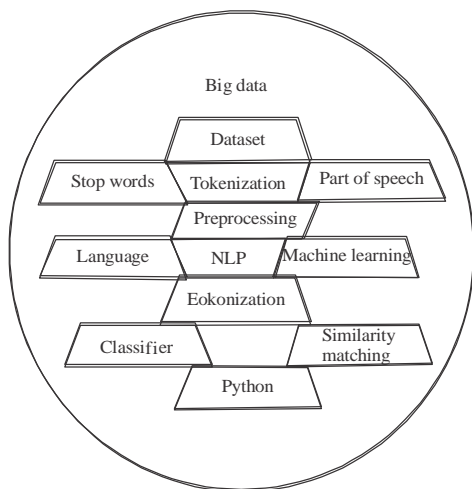 Big data
Dataset
Stop words
Tokenization
Part of speech
Preprocessing
Language
NLP
Machine learning
Eokonization
Classifier
Similarity
matching
Python